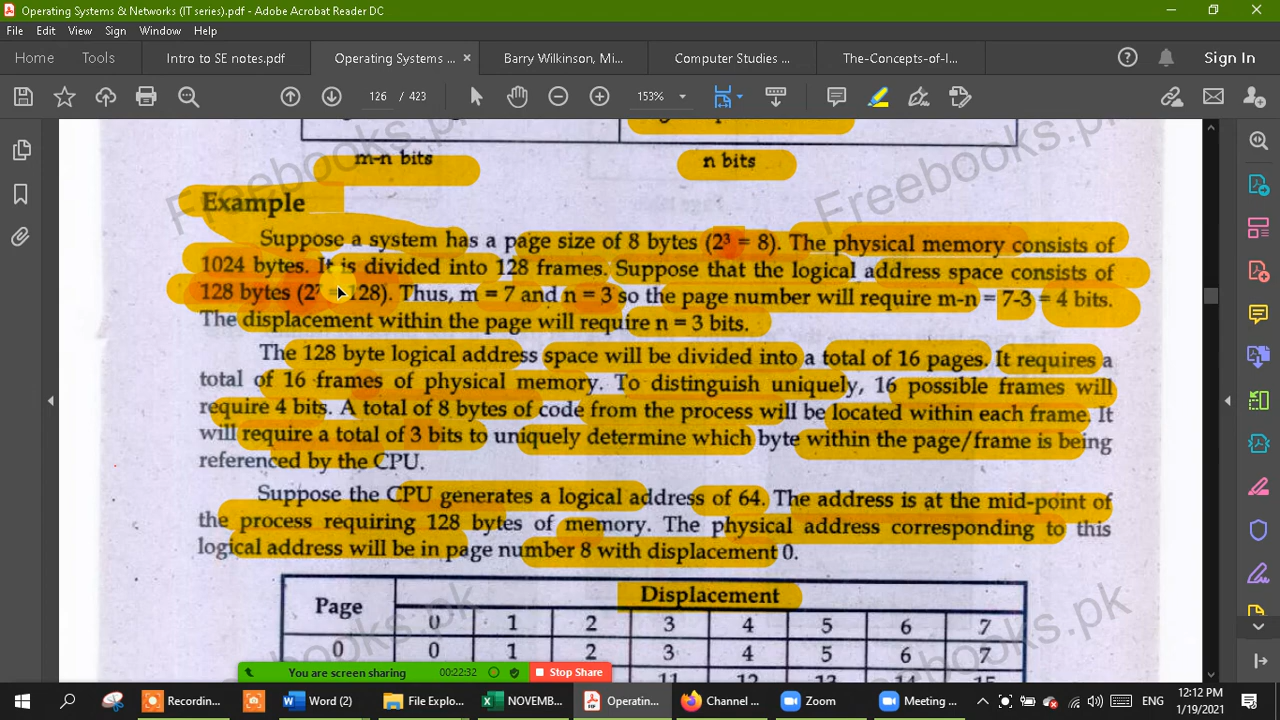 Operating Systems & Networks (IT series).pdf - Adobe Acrobat Reader DC
File Edit View Sign Window Help
Home Tools Intro to SE notes.pdf Operating Systems ... × Barry Wilkinson, Mi... Computer Studies ... The-Concepts-of-I... Sign In
126 / 423 153%
m-n bits n bits
Example
Suppose a system has a page size of 8 bytes (2³ = 8). The physical memory consists of
1024 bytes. It is divided into 128 frames. Suppose that the logical address space consists of
128 bytes (2⁷ = 128). Thus, m = 7 and n = 3 so the page number will require m-n = 7-3 = 4 bits.
The displacement within the page will require n = 3 bits.
The 128 byte logical address space will be divided into a total of 16 pages. It requires a
total of 16 frames of physical memory. To distinguish uniquely, 16 possible frames will
require 4 bits. A total of 8 bytes of code from the process will be located within each frame. It
will require a total of 3 bits to uniquely determine which byte within the page/frame is being
referenced by the CPU.
Suppose the CPU generates a logical address of 64. The address is at the mid-point of
the process requiring 128 bytes of memory. The physical address corresponding to this
logical address will be in page number 8 with displacement 0.
Page Displacement
0 1 2 3 4 5 6 7
0 0 1 2 3 4 5 6 7
11 12 13 14 15
Freebooks.pk
Freebooks.pk
You are screen sharing 00:22:32 Stop Share
Recordin... Word (2) File Explo... NOVEMB... Operatin... Channel ... Zoom Meeting ... ENG 12:12 PM
1/19/2021